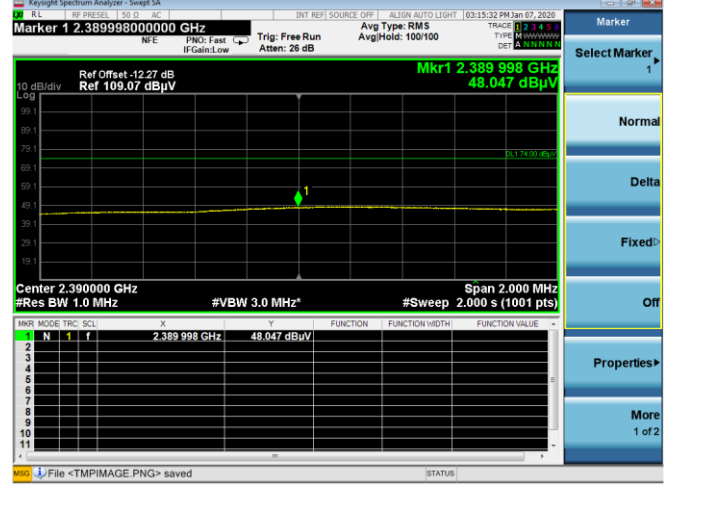 Keysight Spectrum Analyzer - Swept SA
RL RF PRESEL 50 Ω AC INT REF SOURCE OFF ALIGN AUTO LIGHT 03:15:32 PM Jan 07, 2020
Marker 1 2.389998000000 GHz
NFE PNO: Fast Trig: Free Run Avg Type: RMS TRACE 1 2 3 4 5 6
IFGain:Low Atten: 26 dB Avg|Hold: 100/100 TYPE M
DET A N N N N N
Mkr1 2.389 998 GHz
48.047 dBμV
Ref Offset -12.27 dB
10 dB/div Ref 109.07 dBμV
Log
99.1
89.1
79.1
DL1 74.00 dBμV
69.1
59.1
1
49.1
39.1
29.1
19.1
Center 2.390000 GHz Span 2.000 MHz
#Res BW 1.0 MHz #VBW 3.0 MHz* #Sweep 2.000 s (1001 pts)
MKR MODE TRC SCL X Y FUNCTION FUNCTION WIDTH FUNCTION VALUE
1 N 1 f 2.389 998 GHz 48.047 dBμV
2
3
4
5
6
7
8
9
10
11
MSG File <TMPIMAGE.PNG> saved STATUS
Marker
Select Marker
1
Normal
Delta
Fixed
Off
Properties
More
1 of 2